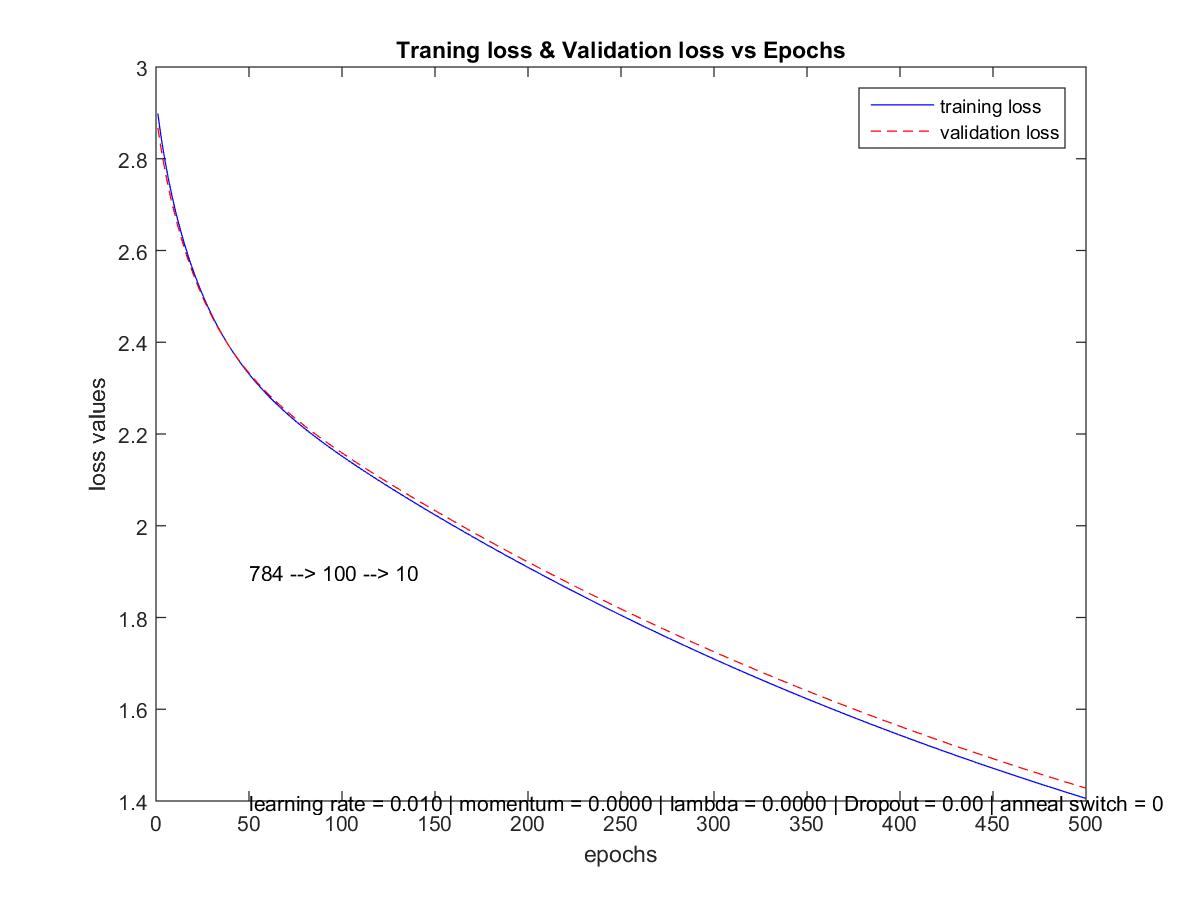 Traning loss & Validation loss vs Epochs
training loss
validation loss
3
2.8
2.6
2.4
2.2
2
1.8
1.6
1.4
loss values
784 --> 100 --> 10
learning rate = 0.010 | momentum = 0.0000 | lambda = 0.0000 | Dropout = 0.00 | anneal switch = 0
0 50 100 150 200 250 300 350 400 450 500
epochs